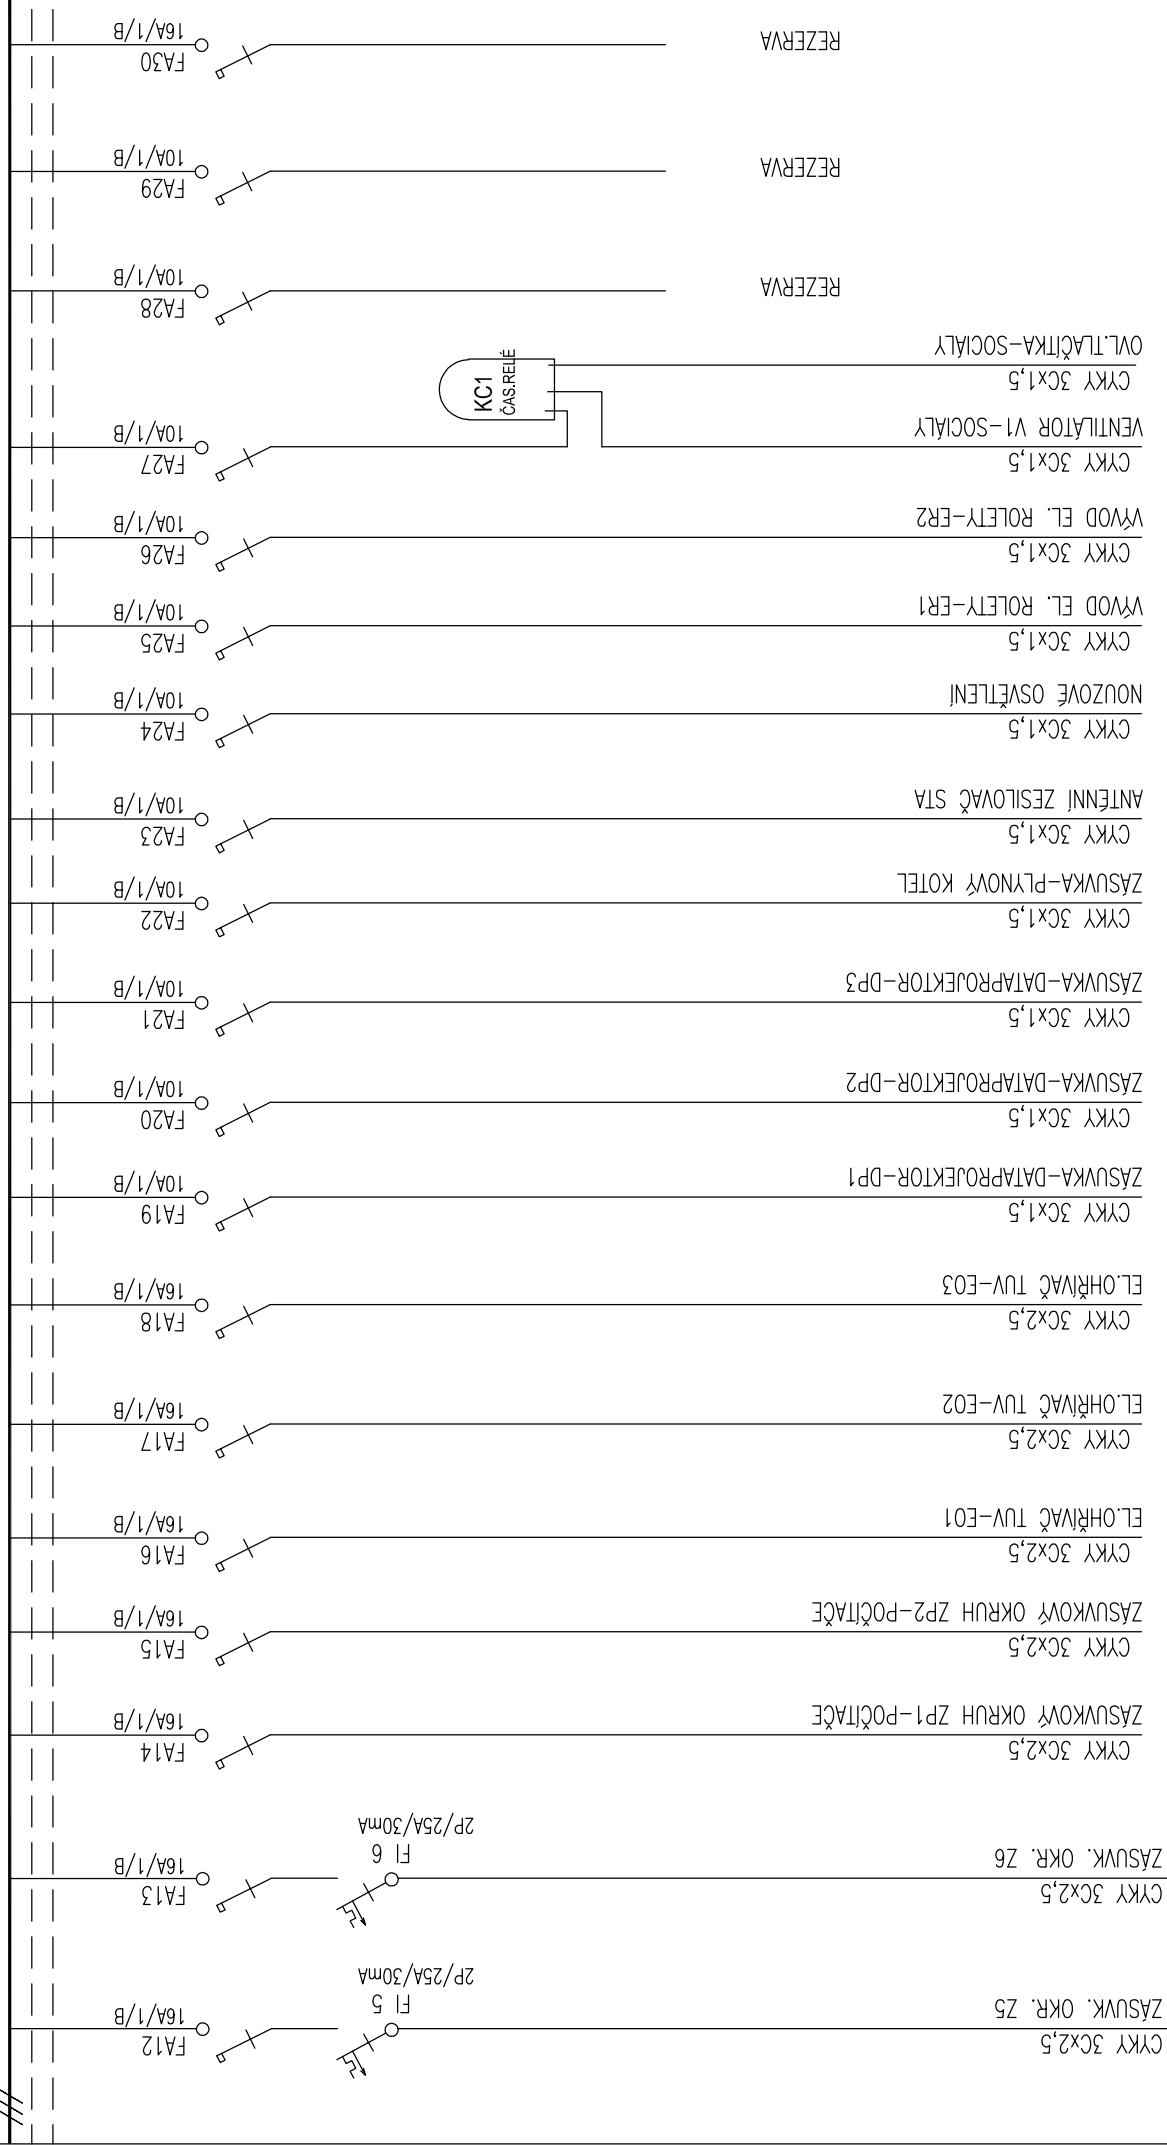 CYKY 3Cx2,5
ZÁSUVK. OKR. Z5
FI 5
2P/25A/30mA
FA12
16A/1/B
CYKY 3Cx2,5
ZÁSUVK. OKR. Z6
FI 6
2P/25A/30mA
FA13
16A/1/B
CYKY 3Cx2,5
ZÁSUVKOVÝ OKRUH ZP1-POČÍTAČE
FA14
16A/1/B
CYKY 3Cx2,5
ZÁSUVKOVÝ OKRUH ZP2-POČÍTAČE
FA15
16A/1/B
CYKY 3Cx2,5
EL.OHŘÍVAČ TUV-EO1
FA16
16A/1/B
CYKY 3Cx2,5
EL.OHŘÍVAČ TUV-EO2
FA17
16A/1/B
CYKY 3Cx2,5
EL.OHŘÍVAČ TUV-EO3
FA18
16A/1/B
CYKY 3Cx1,5
ZÁSUVKA-DATAPROJEKTOR-DP1
FA19
10A/1/B
CYKY 3Cx1,5
ZÁSUVKA-DATAPROJEKTOR-DP2
FA20
10A/1/B
CYKY 3Cx1,5
ZÁSUVKA-DATAPROJEKTOR-DP3
FA21
10A/1/B
CYKY 3Cx1,5
ZÁSUVKA-PLYNOVÝ KOTEL
FA22
10A/1/B
CYKY 3Cx1,5
ANTÉNNÍ ZESILOVAČ STA
FA23
10A/1/B
CYKY 3Cx1,5
NOUZOVÉ OSVĚTLENÍ
FA24
10A/1/B
CYKY 3Cx1,5
VÝVOD EL. ROLETY-ER1
FA25
10A/1/B
CYKY 3Cx1,5
VÝVOD EL. ROLETY-ER2
FA26
10A/1/B
CYKY 3Cx1,5
VENTILÁTOR V1-SOCIÁLY
FA27
10A/1/B
CYKY 3Cx1,5
OVL.TLAČÍTKA-SOCIÁLY
KC1
ČAS.RELÉ
REZERVA
FA28
10A/1/B
REZERVA
FA29
10A/1/B
REZERVA
FA30
16A/1/B